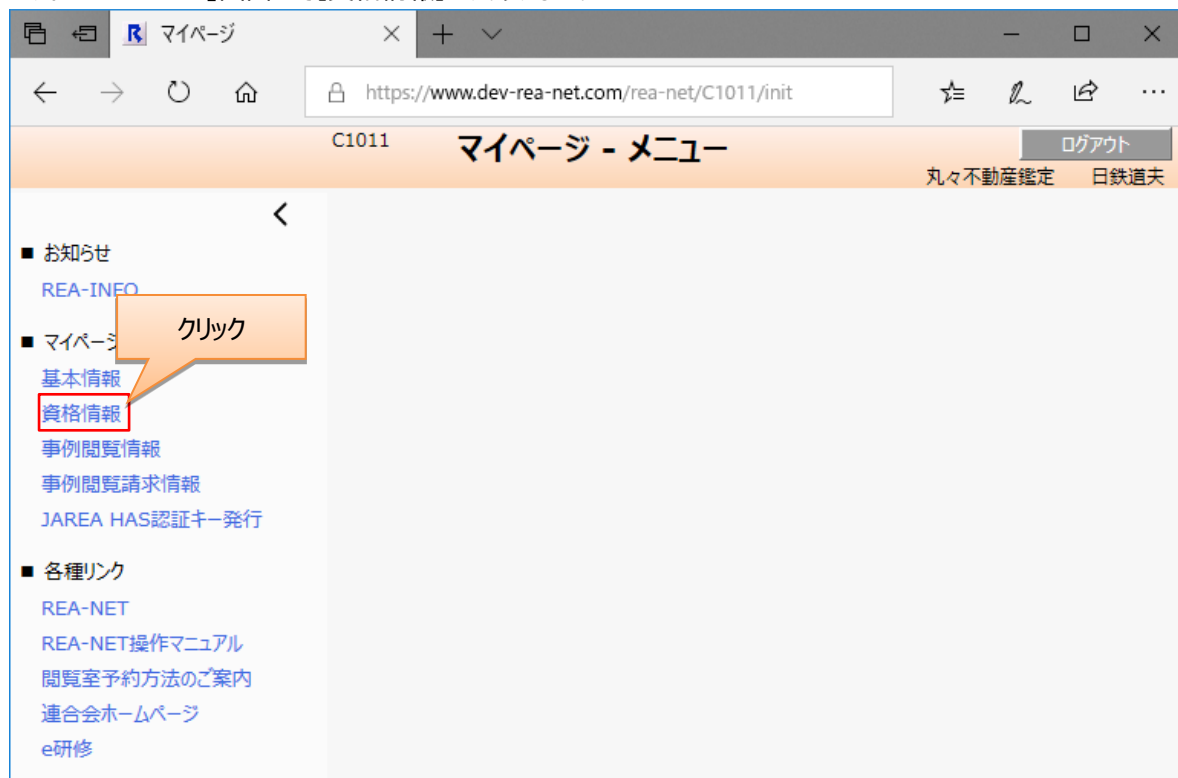 マイページ
https://www.dev-rea-net.com/rea-net/C1011/init
C1011
マイページ - メニュー
ログアウト
丸々不動産鑑定 日鉄道夫
■ お知らせ
REA-INFO
クリック
■ マイページ
基本情報
資格情報
事例閲覧情報
事例閲覧請求情報
JAREA HAS認証キー発行
■ 各種リンク
REA-NET
REA-NET操作マニュアル
閲覧室予約方法のご案内
連合会ホームページ
e研修